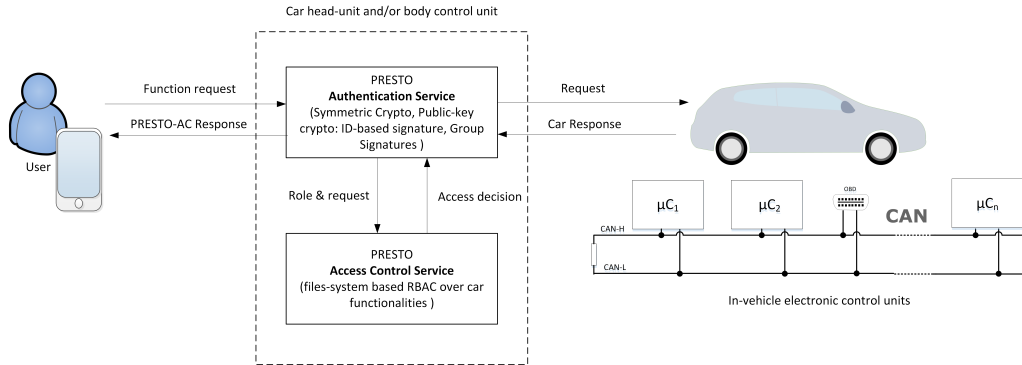 Car head-unit and/or body control unit
Function request
PRESTO-AC Response
User
PRESTO
Authentication Service
(Symmetric Crypto, Public-key
crypto: ID-based signature, Group
Signatures )
Request
Car Response
Role & request
Access decision
PRESTO
Access Control Service
(files-system based RBAC over car
functionalities )
µC1
µC2
OBD
CAN
µCn
CAN-H
CAN-L
In-vehicle electronic control units